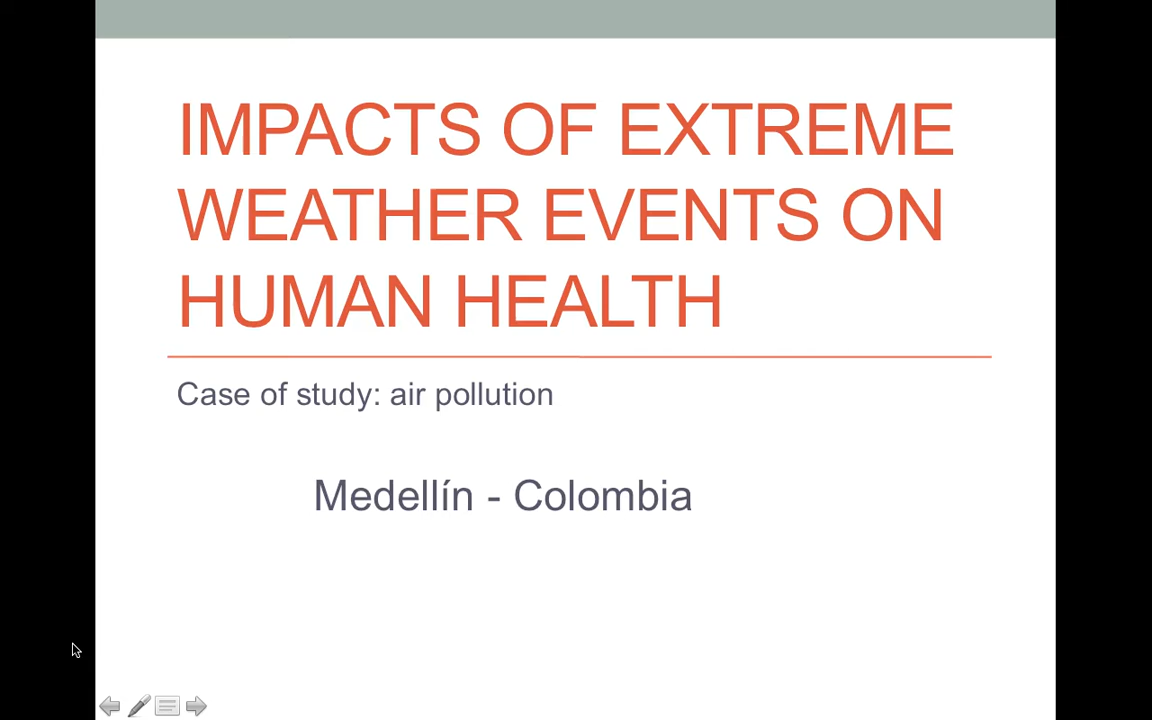 IMPACTS OF EXTREME
WEATHER EVENTS ON
HUMAN HEALTH
Case of study: air pollution
Medellín - Colombia